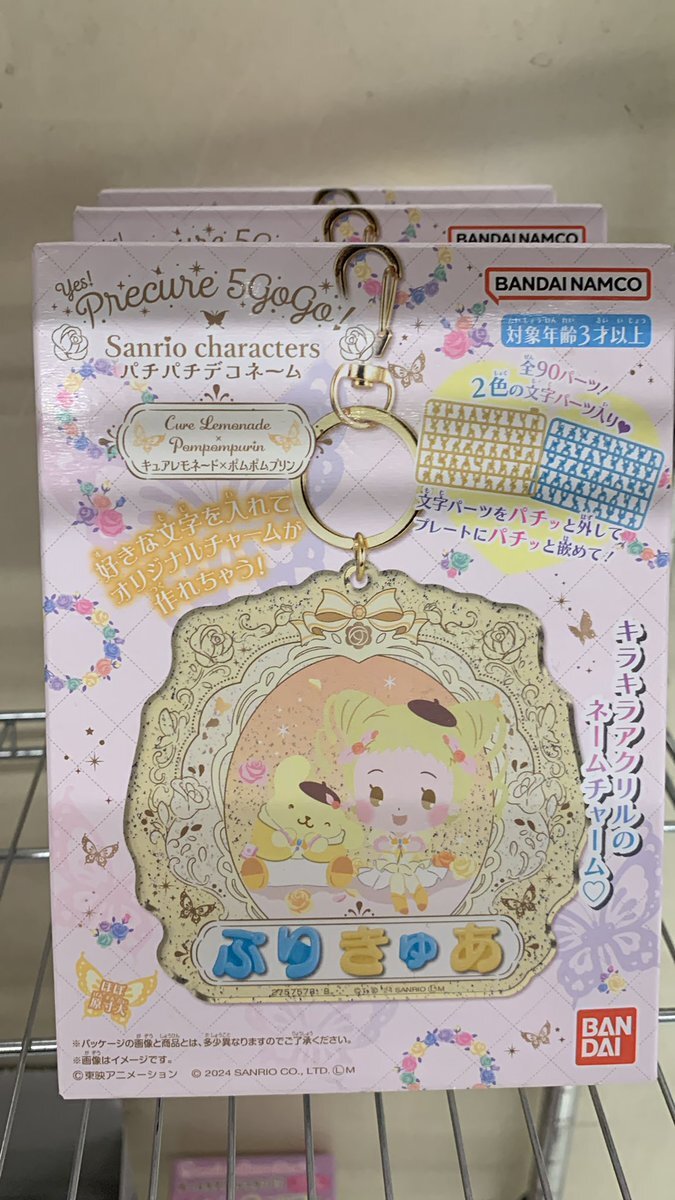 BANDAI NAMCO
BANDAI NAMCO
対象年齢3才以上
Yes!
Precure 5GoGo!
Sanrio characters
パチパチデコネーム
Cure Lemonade
×
Pompompurin
キュアレモネード×ポムポムプリン
全90パーツ!
2色の文字パーツ入り♥
文字パーツをパチッと外して
プレートにパチッと嵌めて!
好きな文字を入れて
オリジナルチャームが
作れちゃう!
キラキラアクリルの
ネームチャーム♡
ぷりきゅあ
SANRIO Ⓛ M
ほぼ
原寸大
※パッケージの画像と商品とは、多少異なりますのでご了承ください。
※画像はイメージです。
©東映アニメーション © 2024 SANRIO CO., LTD. ⓁM
BAN
DAI